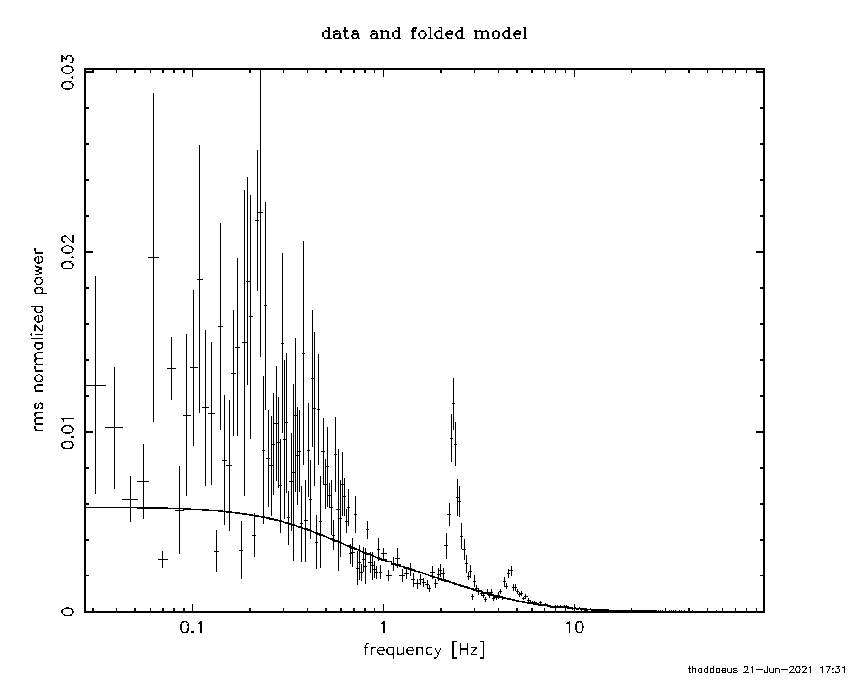 data and folded model
rms normalized power
0.03
0.02
0.01
0
0.1 1 10
frequency [Hz]
thaddaeus 21-Jun-2021 17:31